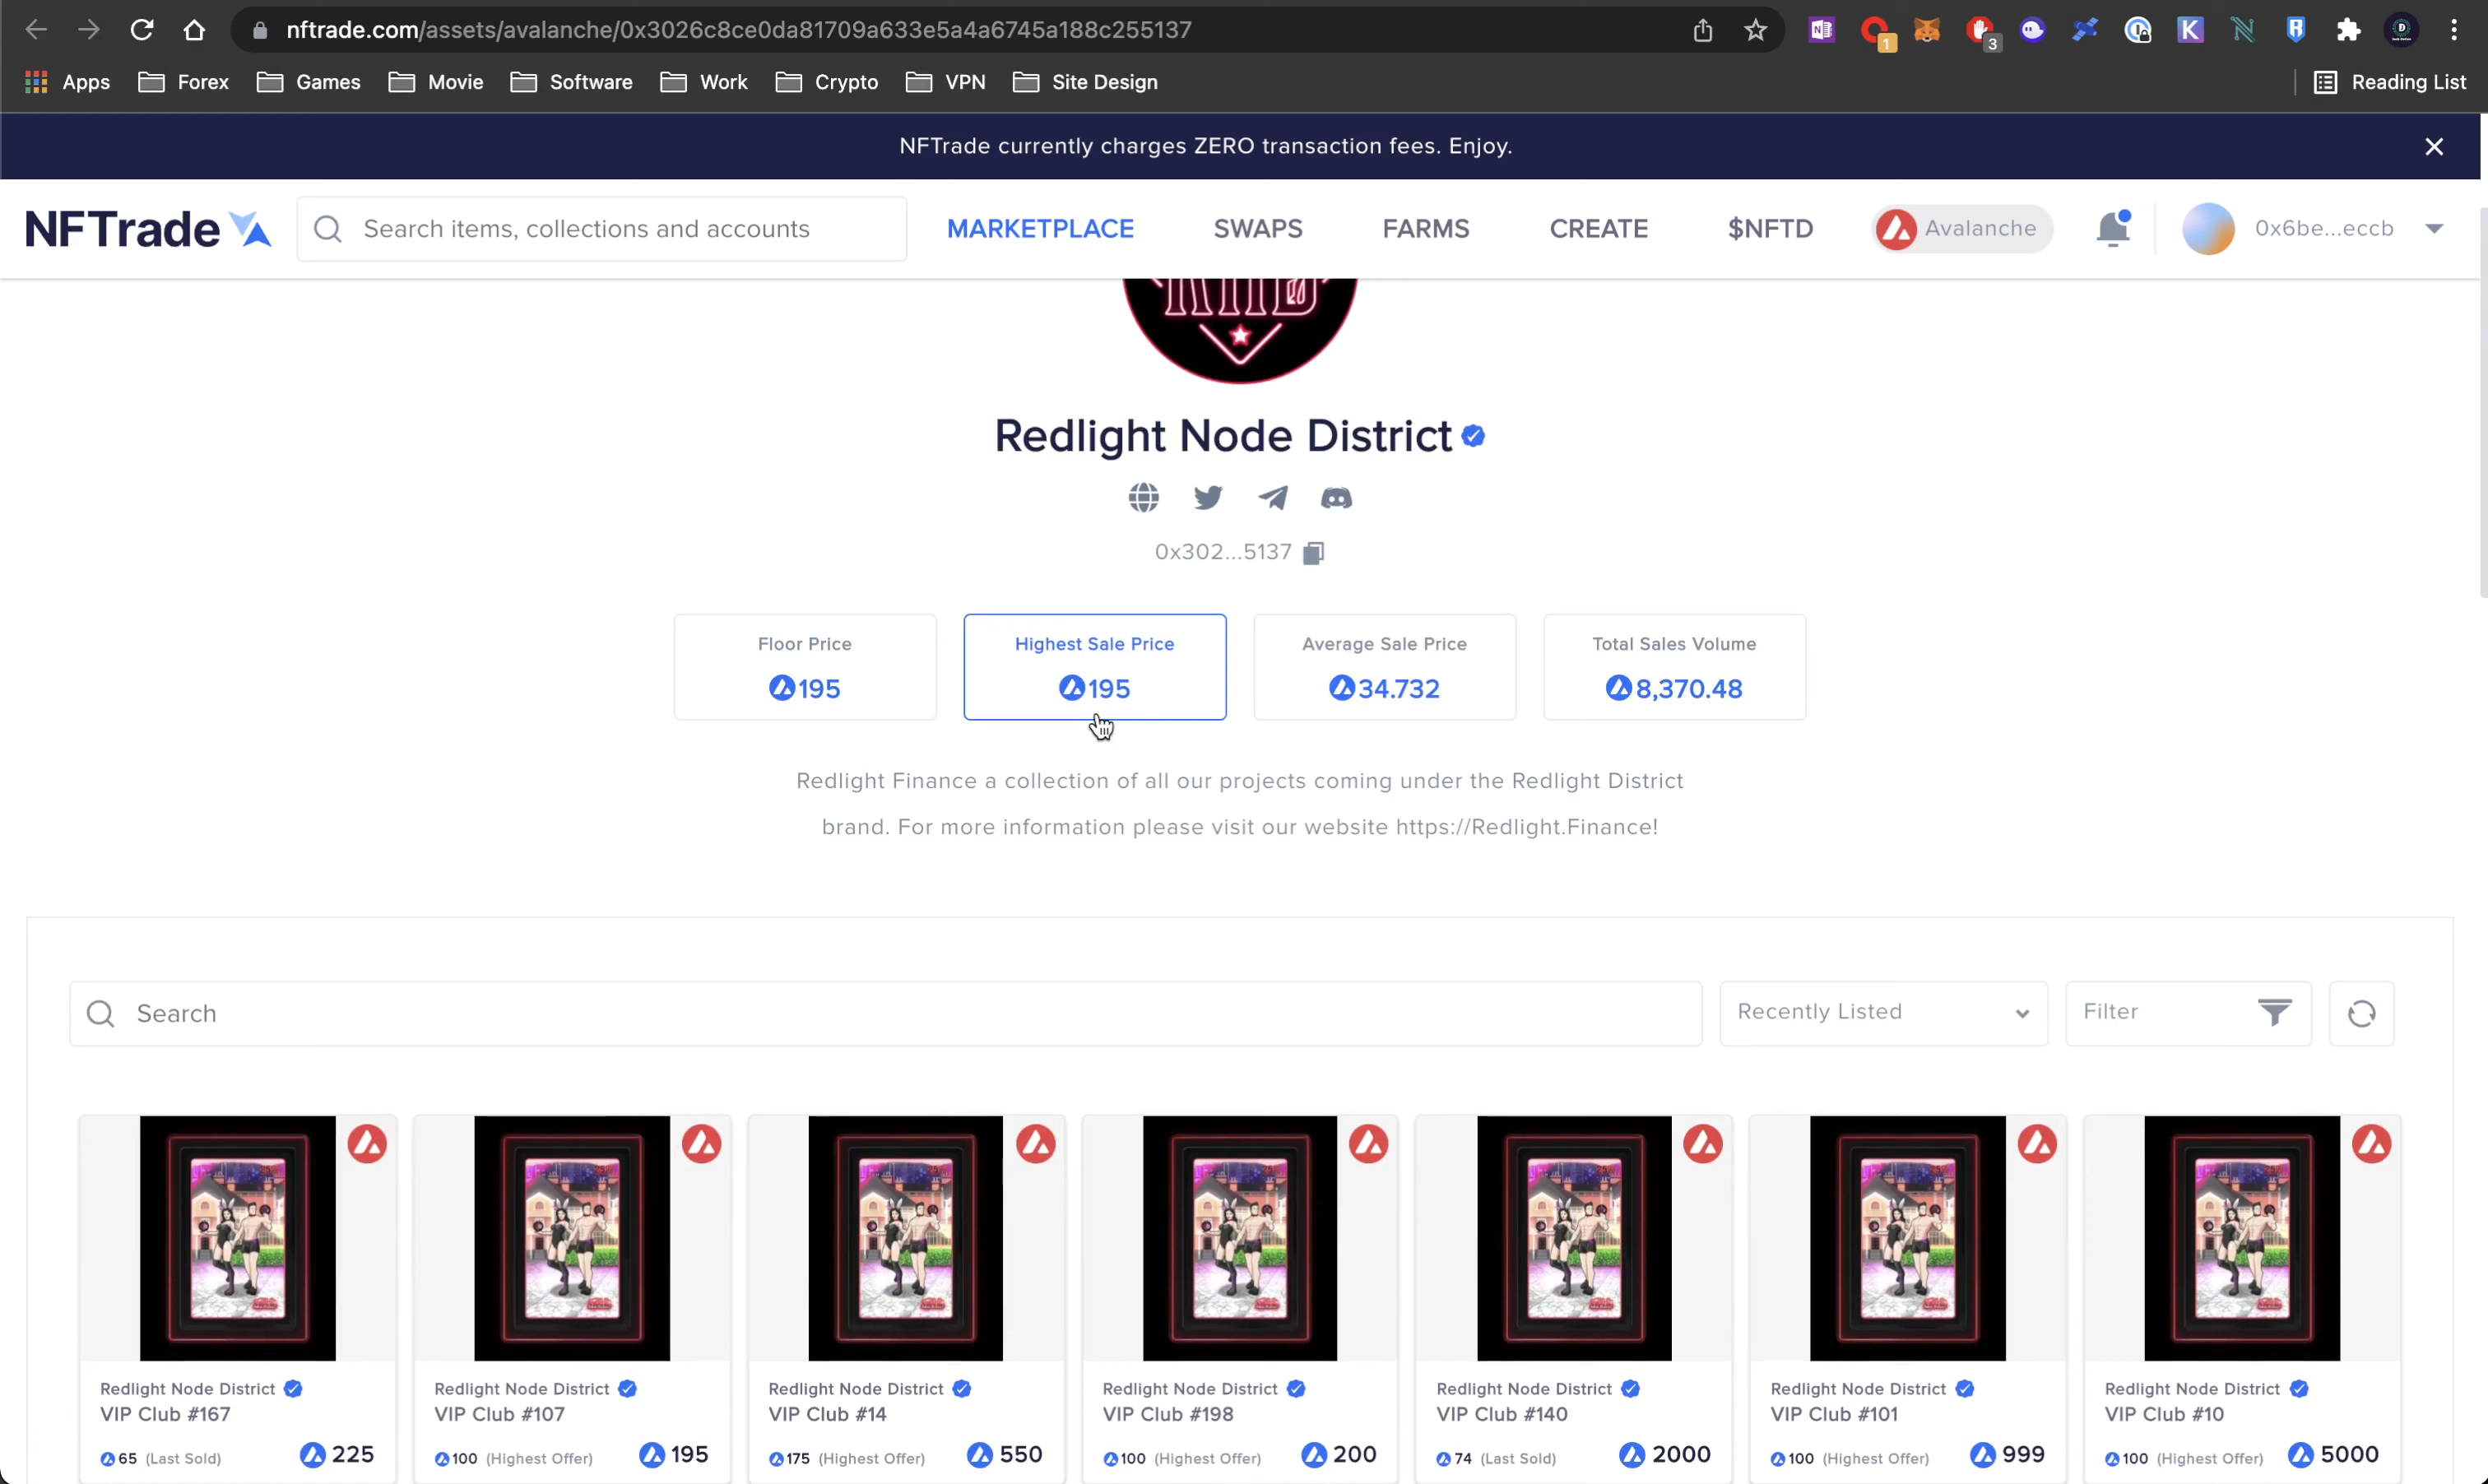 nftrade.com/assets/avalanche/0x3026c8ce0da81709a633e5a4a6745a188c255137
1
3
Apps
Forex
Games
Movie
Software
Work
Crypto
VPN
Site Design
Reading List
NFTrade currently charges ZERO transaction fees. Enjoy.
NFTrade
Search items, collections and accounts
MARKETPLACE
SWAPS
FARMS
CREATE
$NFTD
Avalanche
0x6be...eccb
Redlight Node District
0x302...5137
Floor Price
195
Highest Sale Price
195
Average Sale Price
34.732
Total Sales Volume
8,370.48
Redlight Finance a collection of all our projects coming under the Redlight District
brand. For more information please visit our website https://Redlight.Finance!
Search
Recently Listed
Filter
Redlight Node District
VIP Club #167
65 (Last Sold)
225
Redlight Node District
VIP Club #107
100 (Highest Offer)
195
Redlight Node District
VIP Club #14
175 (Highest Offer)
550
Redlight Node District
VIP Club #198
100 (Highest Offer)
200
Redlight Node District
VIP Club #140
74 (Last Sold)
2000
Redlight Node District
VIP Club #101
100 (Highest Offer)
999
Redlight Node District
VIP Club #10
100 (Highest Offer)
5000